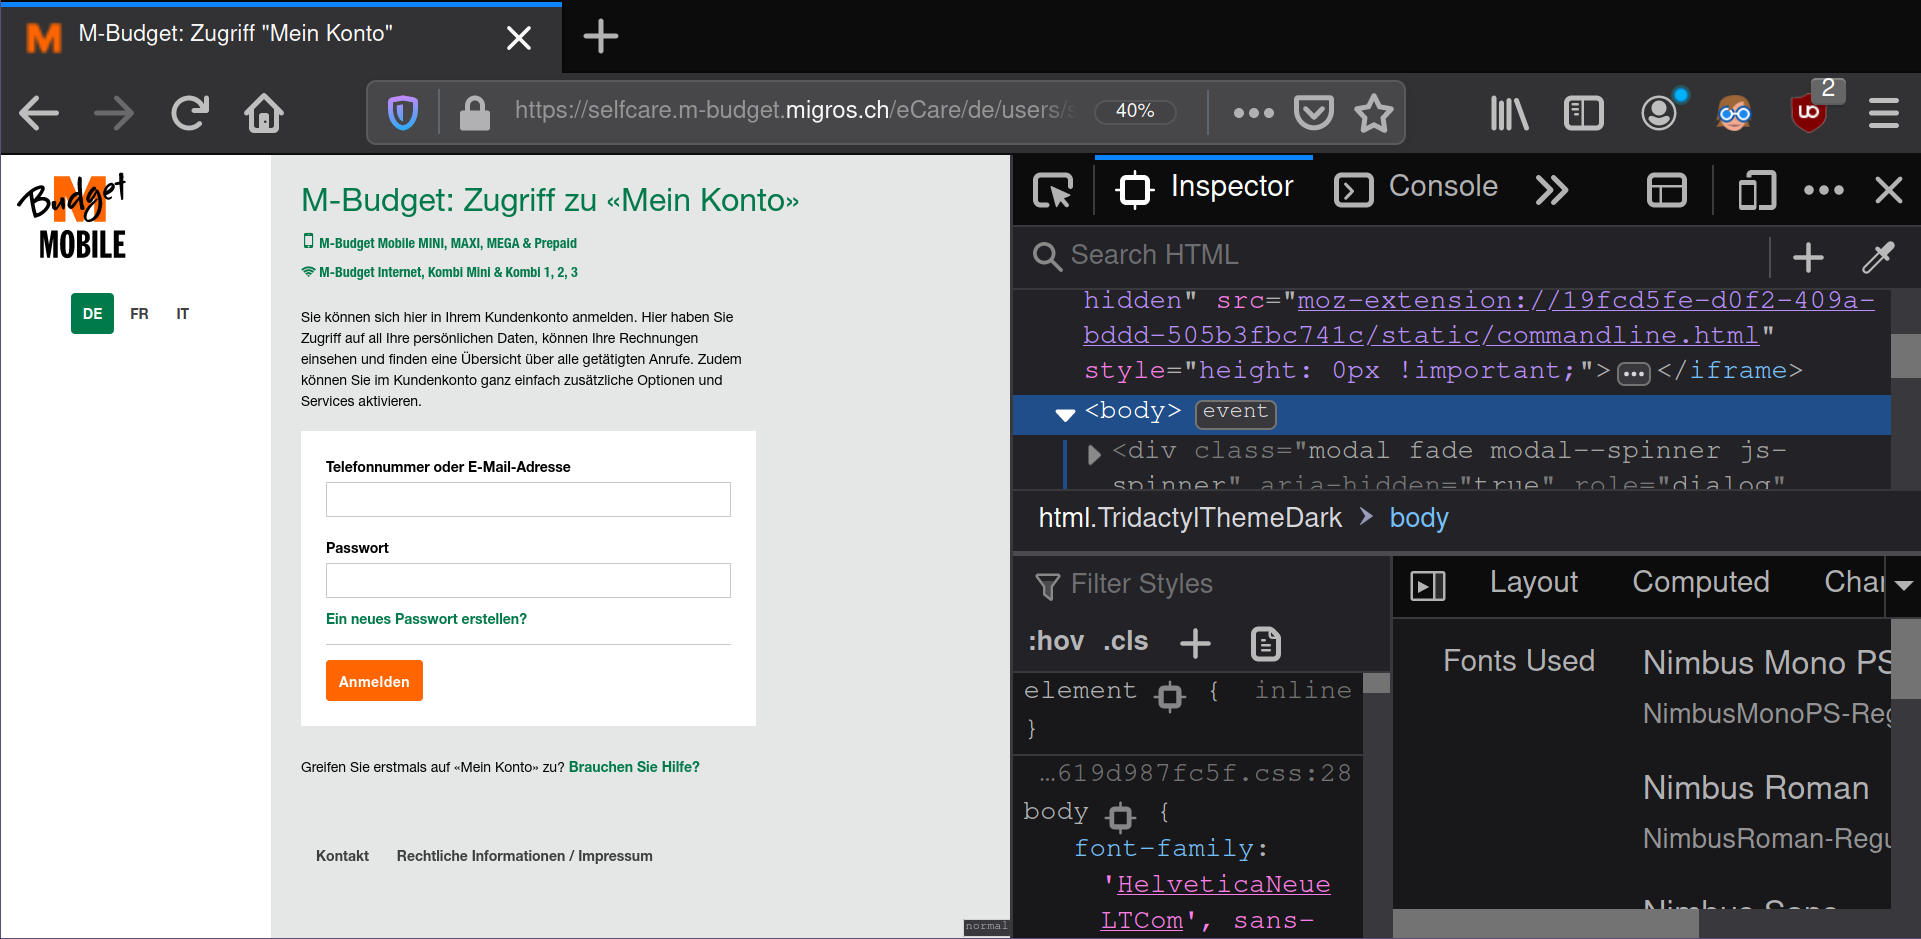 M-Budget: Zugriff "Mein Konto"
https://selfcare.m-budget.migros.ch/eCare/de/users/s
40%
2
M
Budget
MOBILE
DE FR IT
M-Budget: Zugriff zu «Mein Konto»
M-Budget Mobile MINI, MAXI, MEGA & Prepaid
M-Budget Internet, Kombi Mini & Kombi 1, 2, 3
Sie können sich hier in Ihrem Kundenkonto anmelden. Hier haben Sie
Zugriff auf all Ihre persönlichen Daten, können Ihre Rechnungen
einsehen und finden eine Übersicht über alle getätigten Anrufe. Zudem
können Sie im Kundenkonto ganz einfach zusätzliche Optionen und
Services aktivieren.
Telefonnummer oder E-Mail-Adresse
Passwort
Ein neues Passwort erstellen?
Anmelden
Greifen Sie erstmals auf «Mein Konto» zu? Brauchen Sie Hilfe?
Kontakt Rechtliche Informationen / Impressum
normal
Inspector Console
Search HTML
hidden" src="moz-extension://19fcd5fe-d0f2-409a-
bddd-505b3fbc741c/static/commandline.html"
style="height: 0px !important;">…</iframe>
<body> event
<div class="modal fade modal--spinner js-
spinner" aria-hidden="true" role="dialog"
html.TridactylThemeDark body
Filter Styles
:hov .cls
element { inline
}
…619d987fc5f.css:28
body {
font-family:
'HelveticaNeue
LTCom', sans-
Layout Computed Chan
Fonts Used
Nimbus Mono PS
NimbusMonoPS-Reg
Nimbus Roman
NimbusRoman-Regu
Nimbus Sans